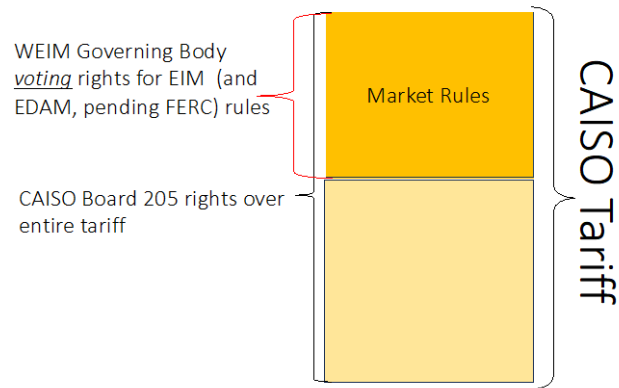 WEIM Governing Body
voting rights for EIM (and
EDAM, pending FERC) rules
Market Rules
CAISO Board 205 rights over
entire tariff
CAISO Tariff